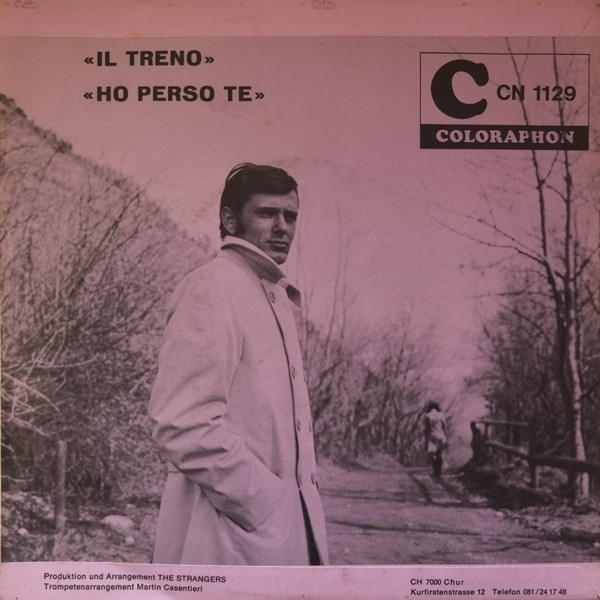 «IL TRENO»
«HO PERSO TE»
C CN 1129
COLORAPHON
Produktion und Arrangement THE STRANGERS
Trompetenarrangement Martin Casentieri
CH 7000 Chur
Kurfirstenstrasse 12 Telefon 081/24 17 48